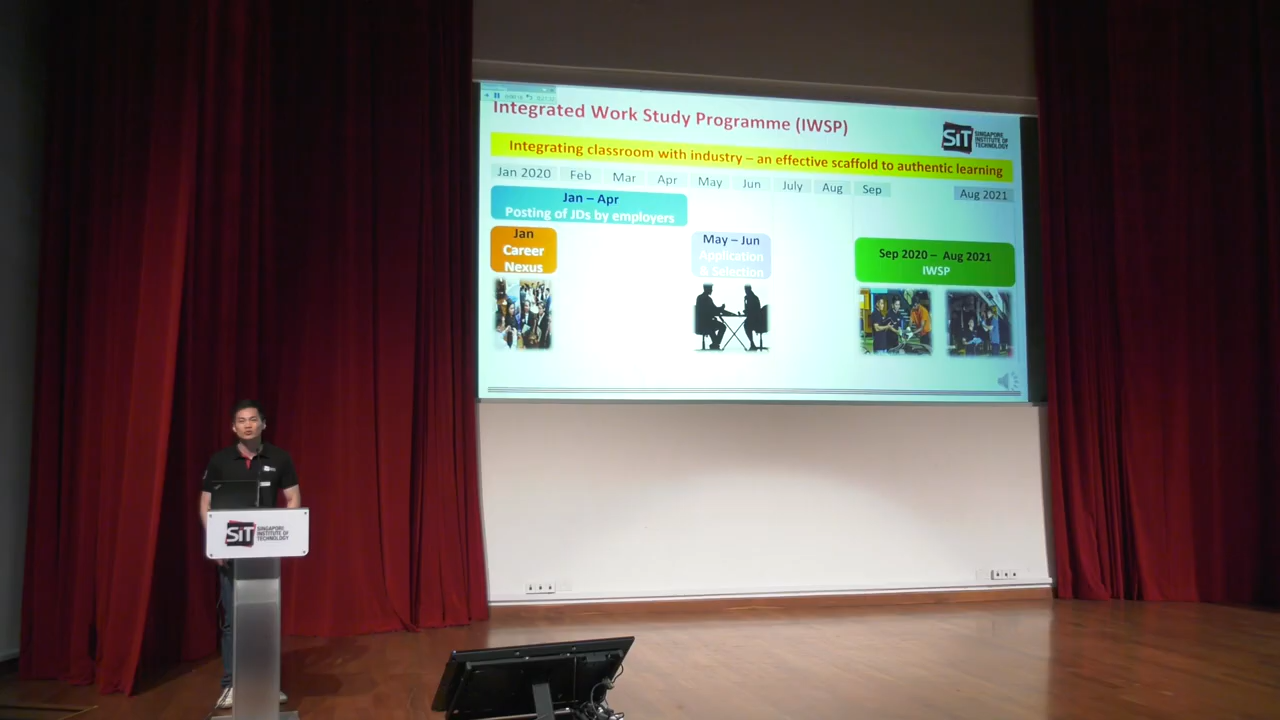 Integrated Work Study Programme (IWSP)
SiT SINGAPORE
INSTITUTE OF
TECHNOLOGY
Integrating classroom with industry – an effective scaffold to authentic learning
Jan 2020 Feb Mar Apr May Jun July Aug Sep Aug 2021
Jan – Apr
Posting of JDs by employers
Jan
Career
Nexus
May – Jun
Application
& Selection
Sep 2020 – Aug 2021
IWSP
SiT SINGAPORE
INSTITUTE OF
TECHNOLOGY